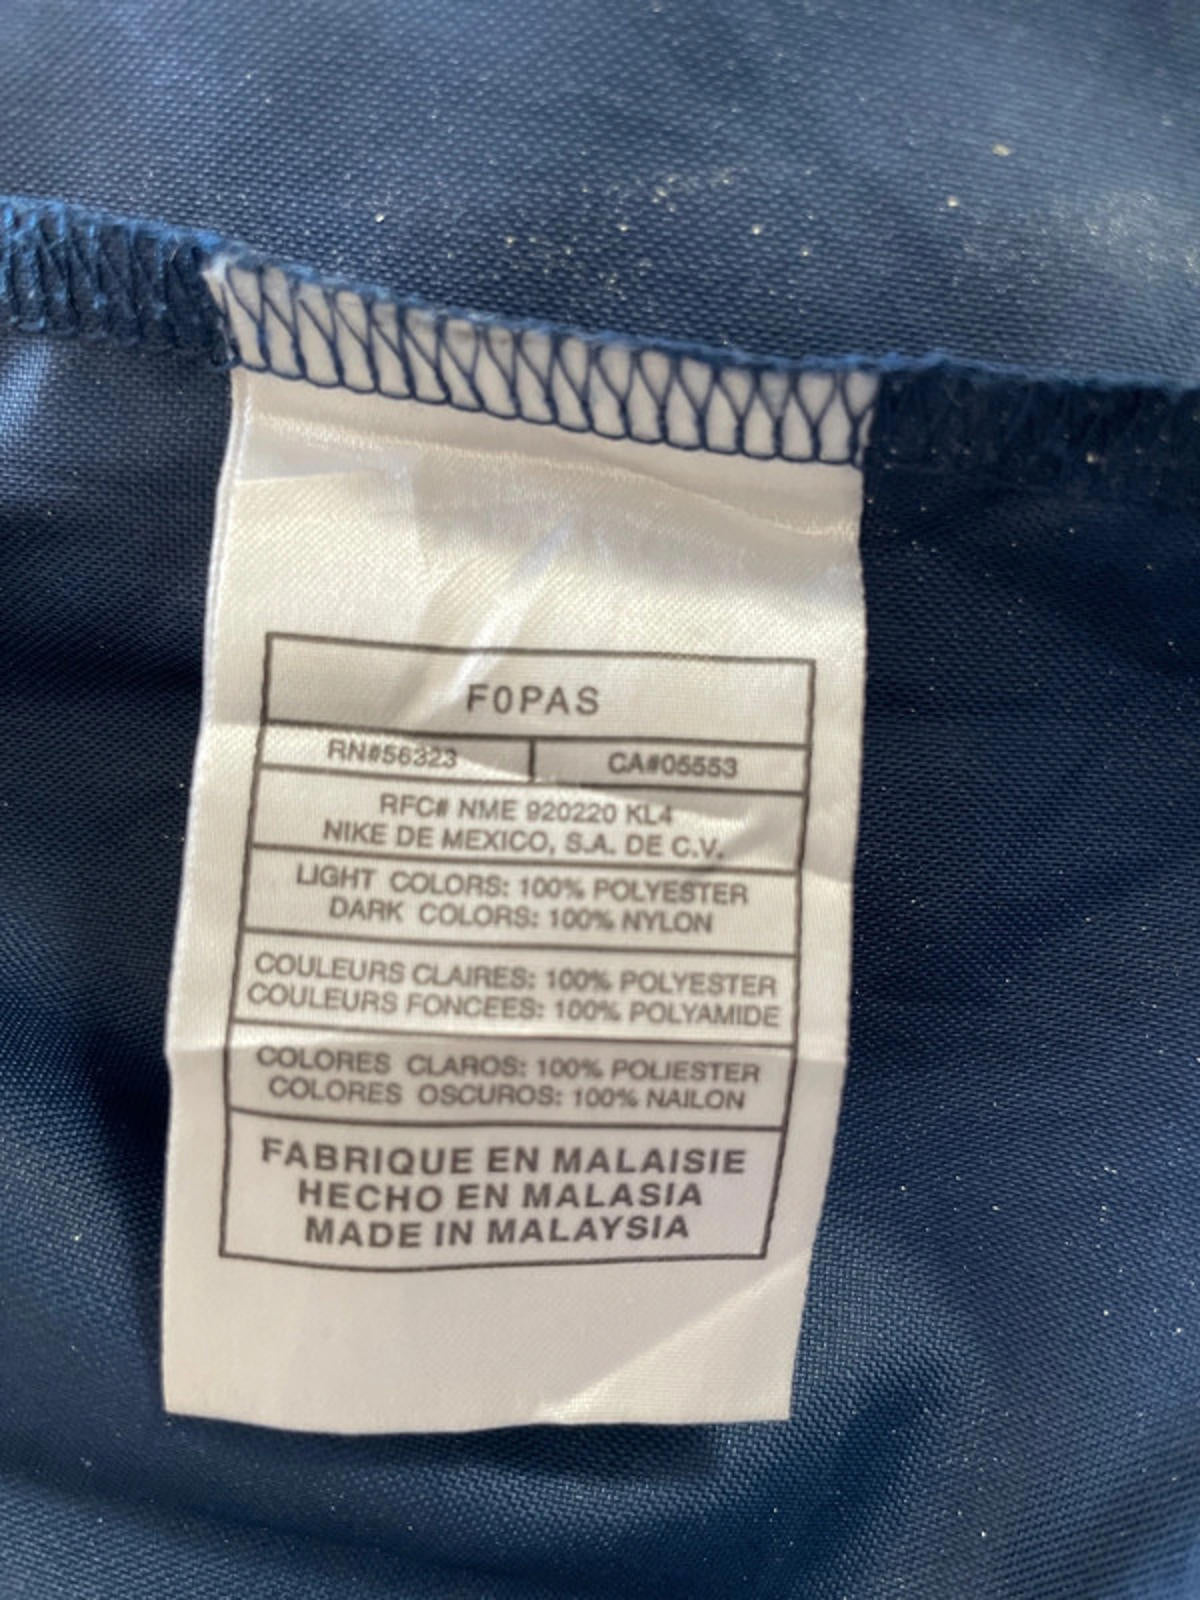 F0PAS
RN#56323 CA#05553
RFC# NME 920220 KL4
NIKE DE MEXICO, S.A. DE C.V.
LIGHT COLORS: 100% POLYESTER
DARK COLORS: 100% NYLON
COULEURS CLAIRES: 100% POLYESTER
COULEURS FONCEES: 100% POLYAMIDE
COLORES CLAROS: 100% POLIESTER
COLORES OSCUROS: 100% NAILON
FABRIQUE EN MALAISIE
HECHO EN MALASIA
MADE IN MALAYSIA